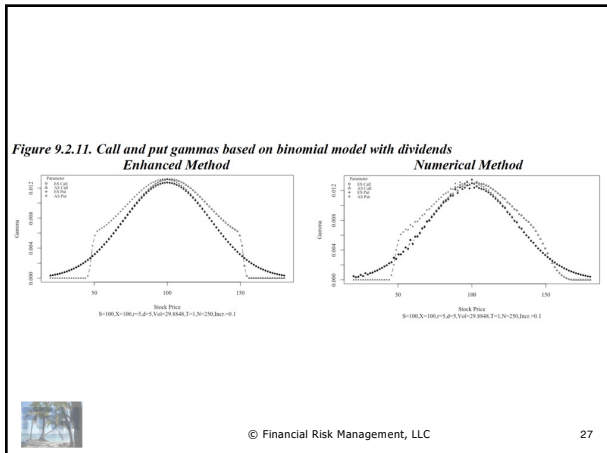 Figure 9.2.11. Call and put gammas based on binomial model with dividends
Enhanced Method
Numerical Method
Parameter
ES Call
AS Call
ES Put
AS Put
Gamma
0.012
0.008
0.004
0.000
50
100
150
Stock Price
S=100,X=100,r=5,d=5,Vol=29.8848,T=1,N=250,Incr.=0.1
Parameter
ES Call
AS Call
ES Put
AS Put
Gamma
0.012
0.008
0.004
0.000
50
100
150
Stock Price
S=100,X=100,r=5,d=5,Vol=29.8848,T=1,N=250,Incr.=0.1
© Financial Risk Management, LLC
27